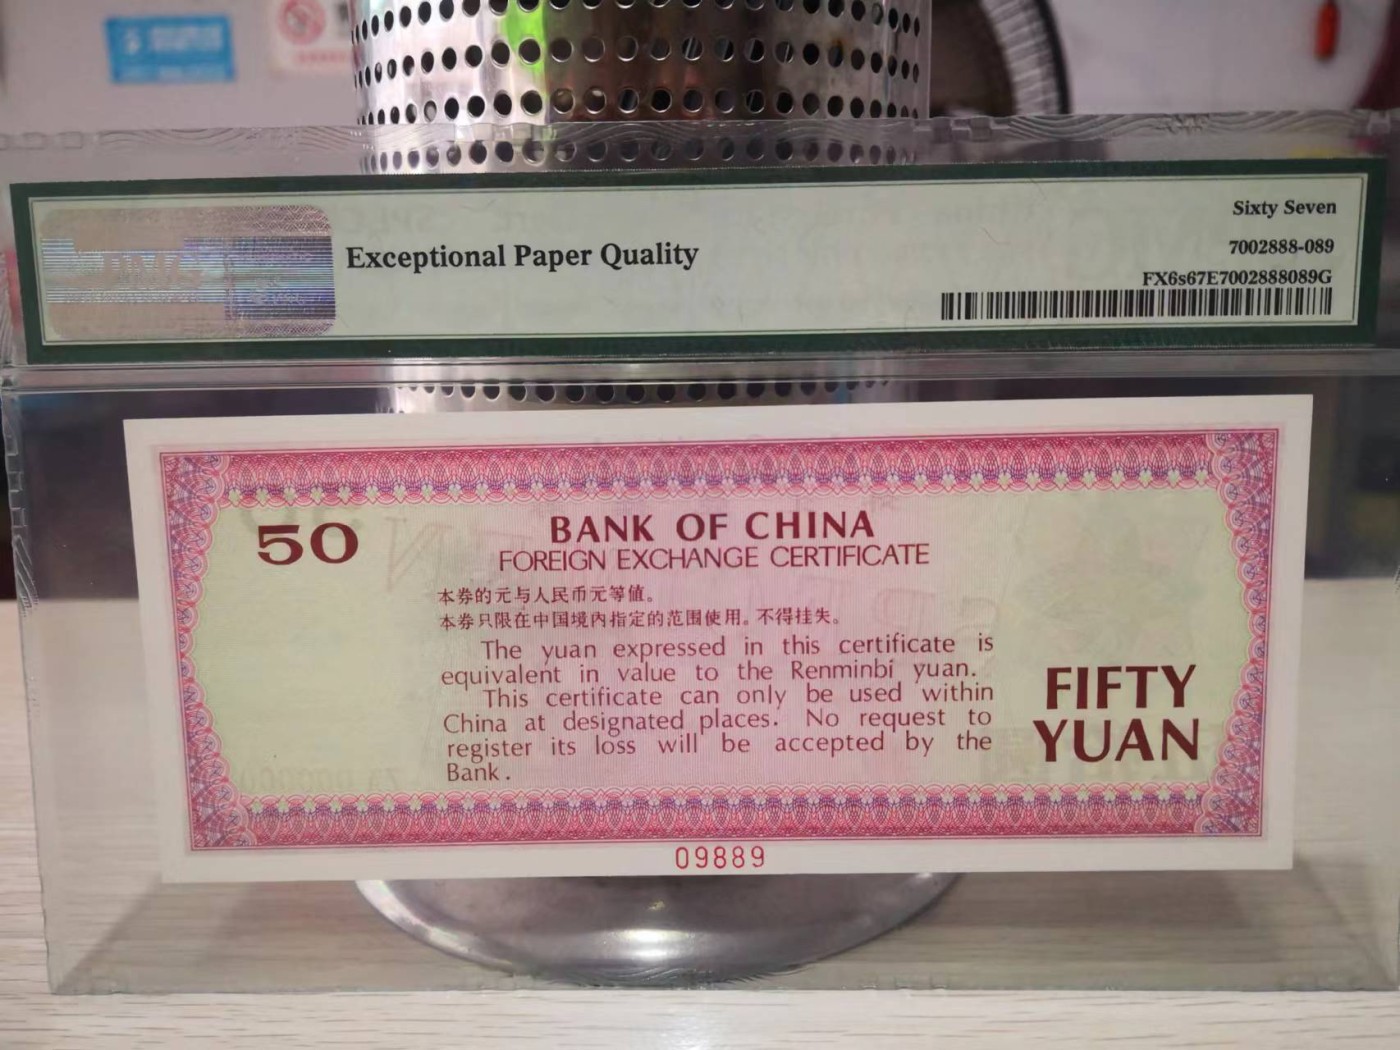 PMG
Exceptional Paper Quality
Sixty Seven
7002888-089
FX6s67E7002888089G
50
BANK OF CHINA
FOREIGN EXCHANGE CERTIFICATE
本券的元与人民币元等值。
本券只限在中国境内指定的范围使用。不得挂失。
The yuan expressed in this certificate is
equivalent in value to the Renminbi yuan.
This certificate can only be used within
China at designated places. No request to
register its loss will be accepted by the
Bank.
FIFTY
YUAN
09889